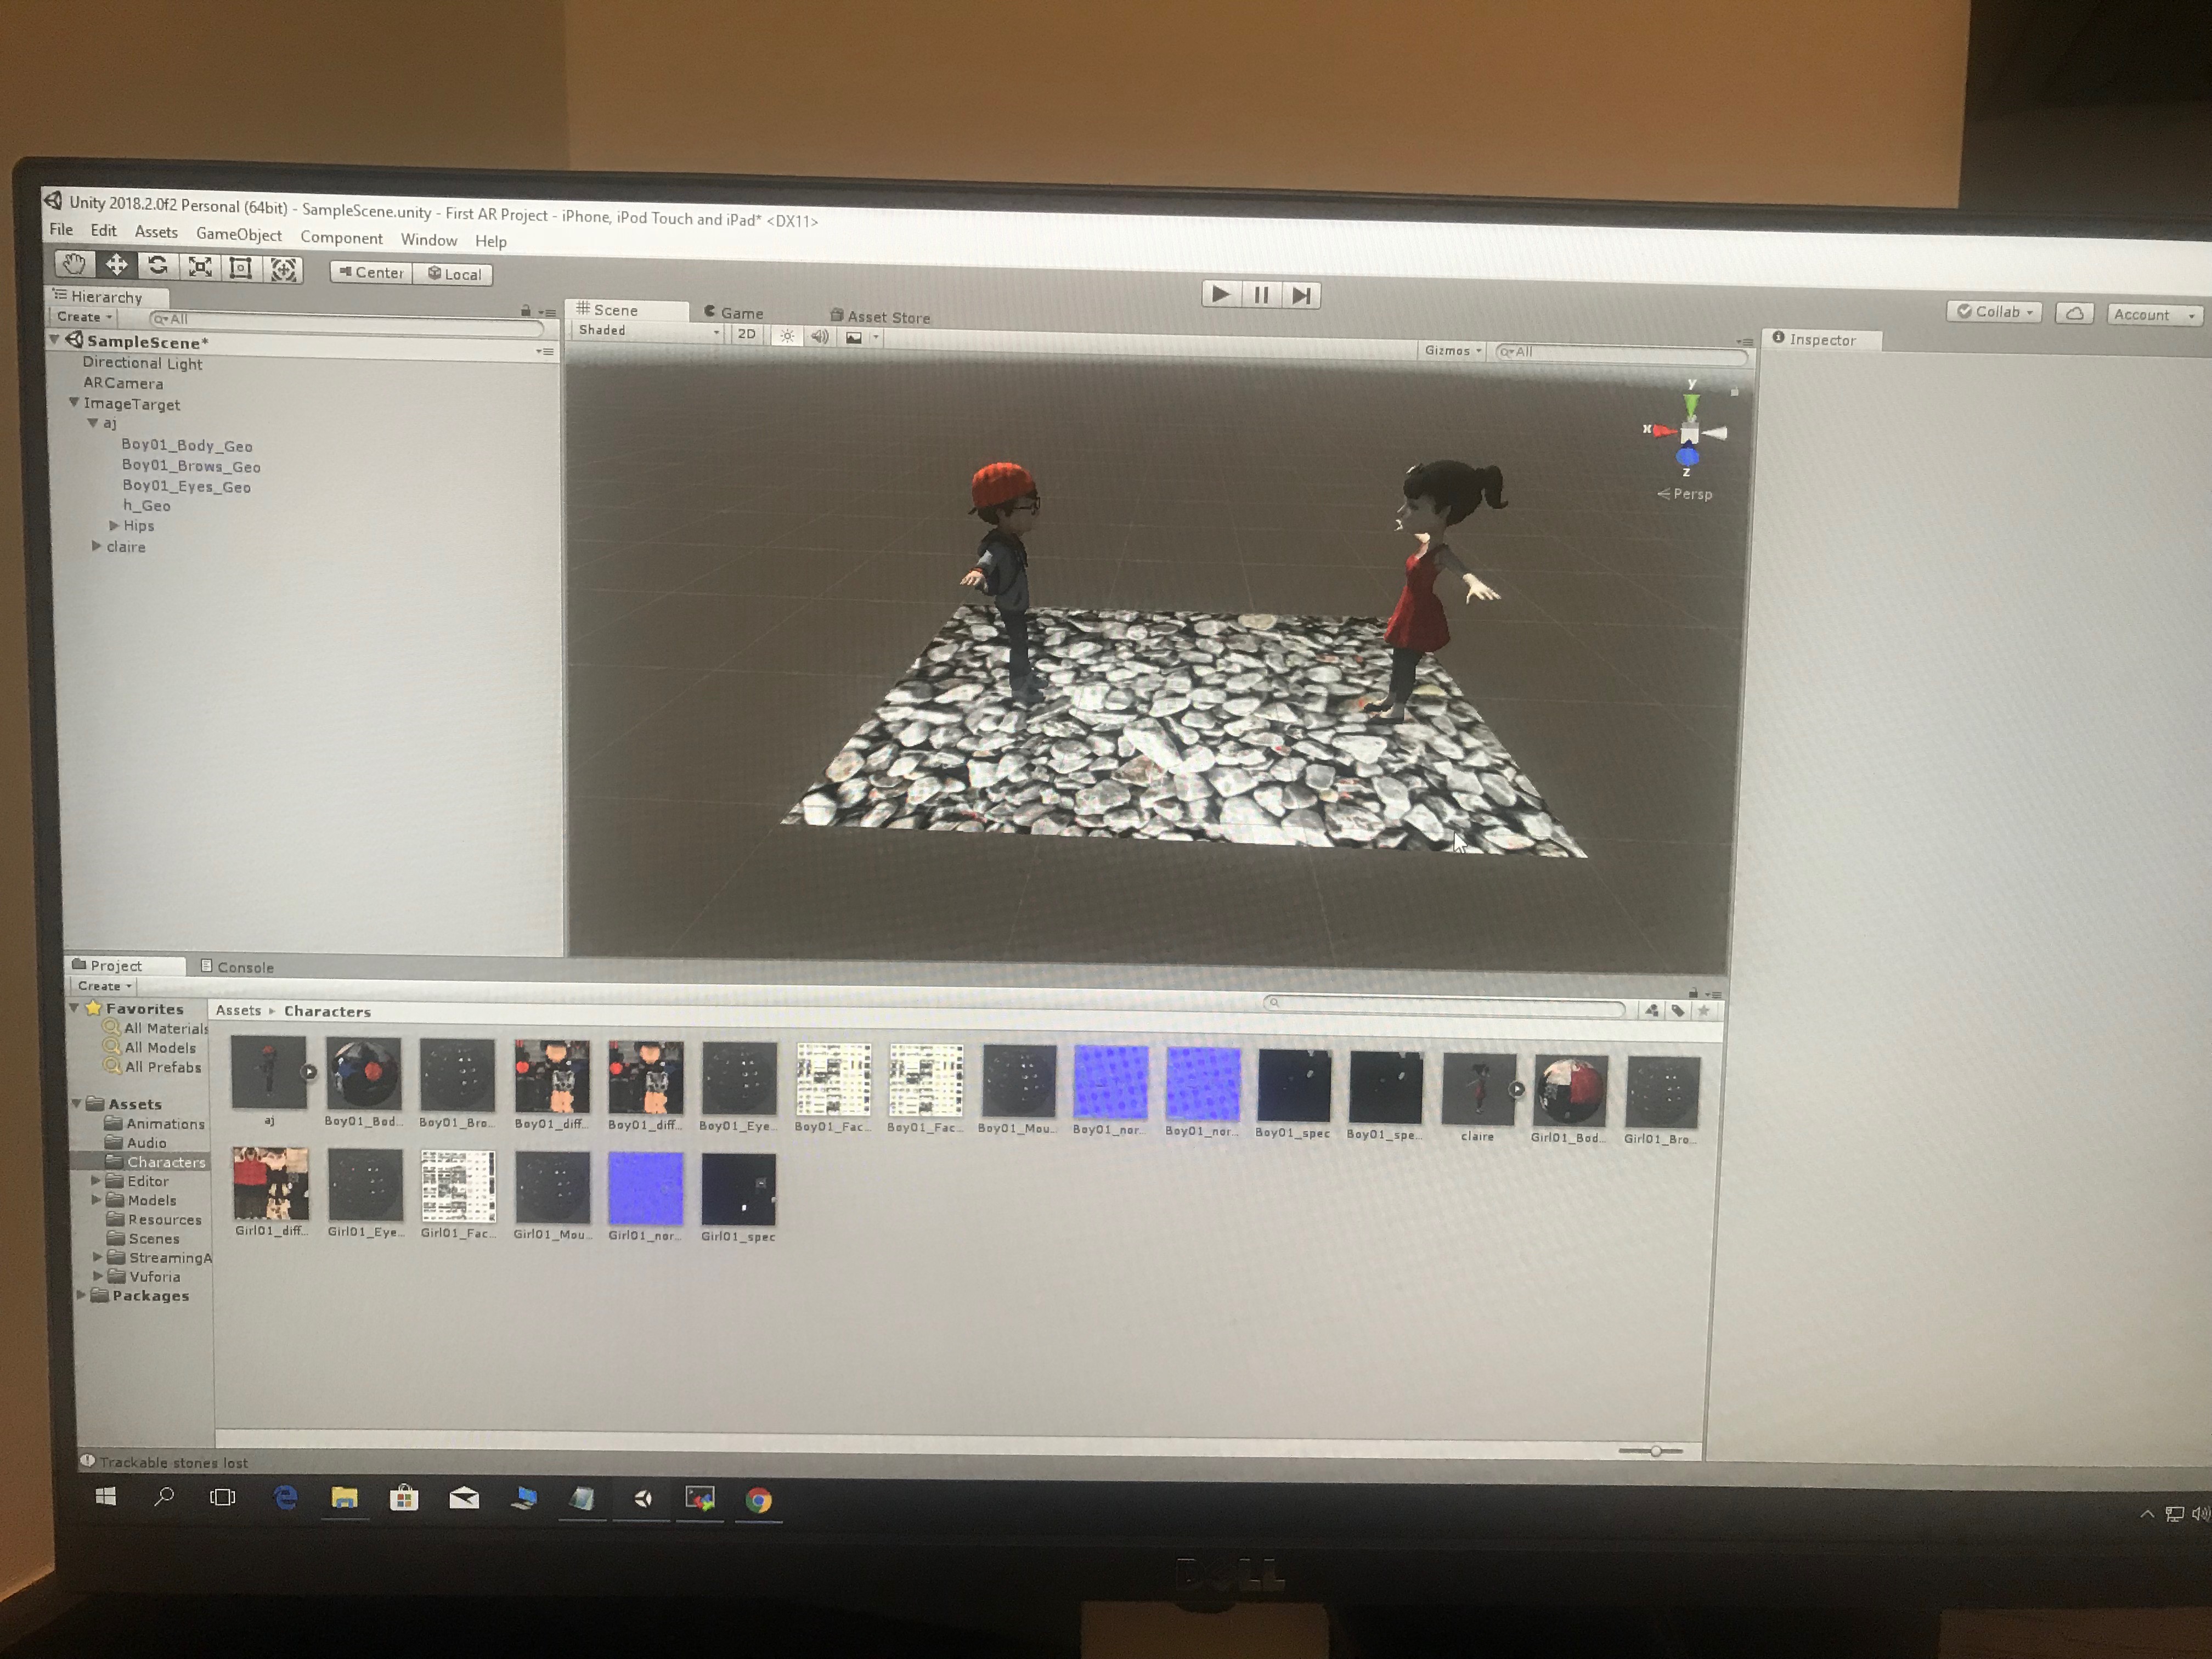 Unity 2018.2.0f2 Personal (64bit) - SampleScene.unity - First AR Project - iPhone, iPod Touch and iPad* <DX11>
File Edit Assets GameObject Component Window Help
Center Local
Collab Account
Hierarchy
Create All
SampleScene*
Directional Light
ARCamera
ImageTarget
aj
Boy01_Body_Geo
Boy01_Brows_Geo
Boy01_Eyes_Geo
h_Geo
Hips
claire
Scene Game Asset Store
Shaded 2D Gizmos All
y
x
z
Persp
Inspector
Project Console
Create
Favorites
All Materials
All Models
All Prefabs
Assets
Animations
Audio
Characters
Editor
Models
Resources
Scenes
StreamingA
Vuforia
Packages
Assets Characters
aj Boy01_Bod... Boy01_Bro... Boy01_diff... Boy01_diff... Boy01_Eye... Boy01_Fac... Boy01_Fac... Boy01_Mou... Boy01_nor... Boy01_nor... Boy01_spec Boy01_spe... claire Girl01_Bod... Girl01_Bro...
Girl01_diff... Girl01_Eye... Girl01_Fac... Girl01_Mou... Girl01_nor... Girl01_spec
Trackable stones lost
DELL